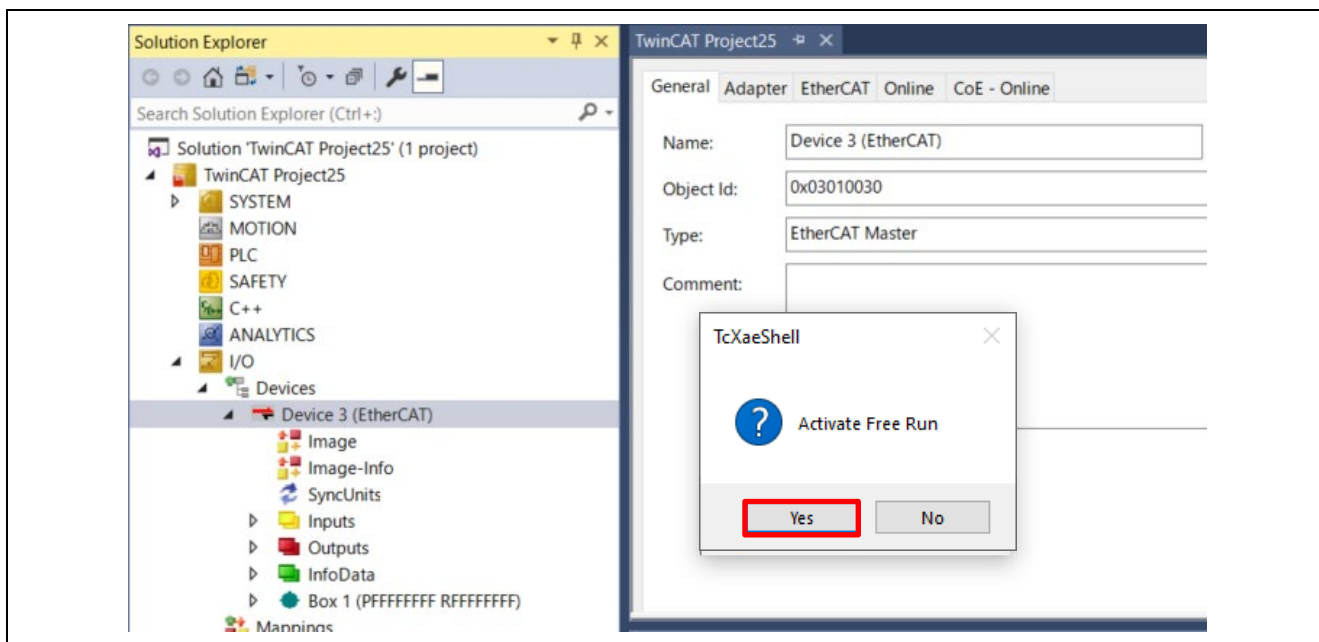 Solution Explorer
Search Solution Explorer (Ctrl+;)
Solution 'TwinCAT Project25' (1 project)
TwinCAT Project25
SYSTEM
MOTION
PLC
SAFETY
C++
ANALYTICS
I/O
Devices
Device 3 (EtherCAT)
Image
Image-Info
SyncUnits
Inputs
Outputs
InfoData
Box 1 (PFFFFFFFF RFFFFFFFF)
Mappings
TwinCAT Project25
General Adapter EtherCAT Online CoE - Online
Name: Device 3 (EtherCAT)
Object Id: 0x03010030
Type: EtherCAT Master
Comment:
TcXaeShell
Activate Free Run
Yes No